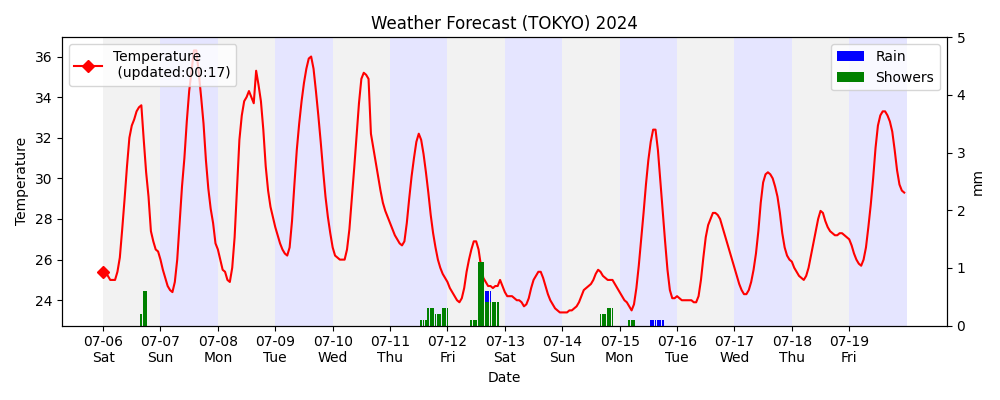 Weather Forecast (TOKYO) 2024
Temperature
(updated:00:17)
Rain
Showers
Temperature
36
34
32
30
28
26
24
mm
5
4
3
2
1
0
07-06 07-07 07-08 07-09 07-10 07-11 07-12 07-13 07-14 07-15 07-16 07-17 07-18 07-19
Sat Sun Mon Tue Wed Thu Fri Sat Sun Mon Tue Wed Thu Fri
Date